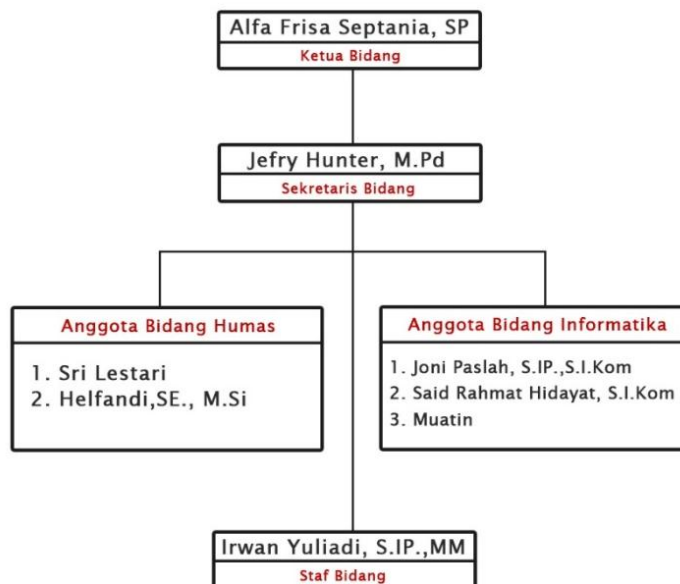 Alfa Frisa Septania, SP
Ketua Bidang
Jefry Hunter, M.Pd
Sekretaris Bidang
Anggota Bidang Humas
1. Sri Lestari
2. Helfandi,SE., M.Si
Anggota Bidang Informatika
1. Joni Paslah, S.IP.,S.I.Kom
2. Said Rahmat Hidayat, S.I.Kom
3. Muatin
Irwan Yuliadi, S.IP.,MM
Staf Bidang